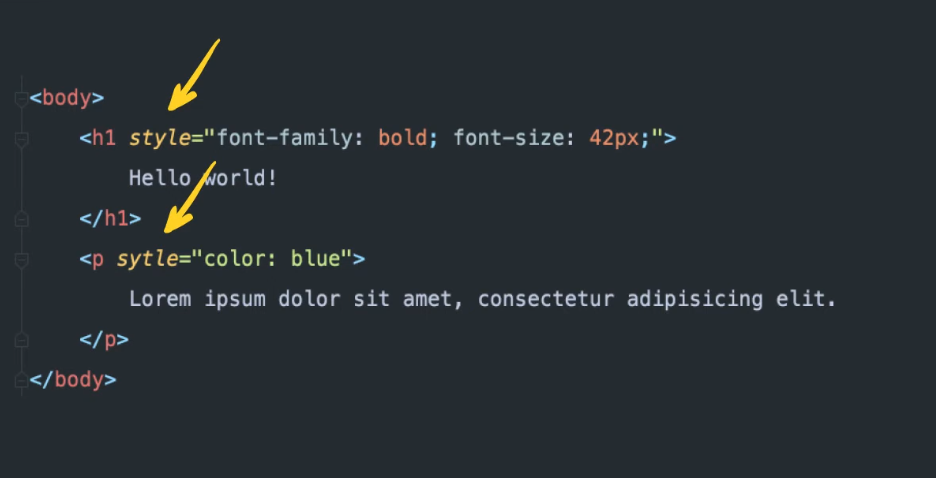 <body>
<h1 style="font-family: bold; font-size: 42px;">
Hello world!
</h1>
<p sytle="color: blue">
Lorem ipsum dolor sit amet, consectetur adipisicing elit.
</p>
</body>